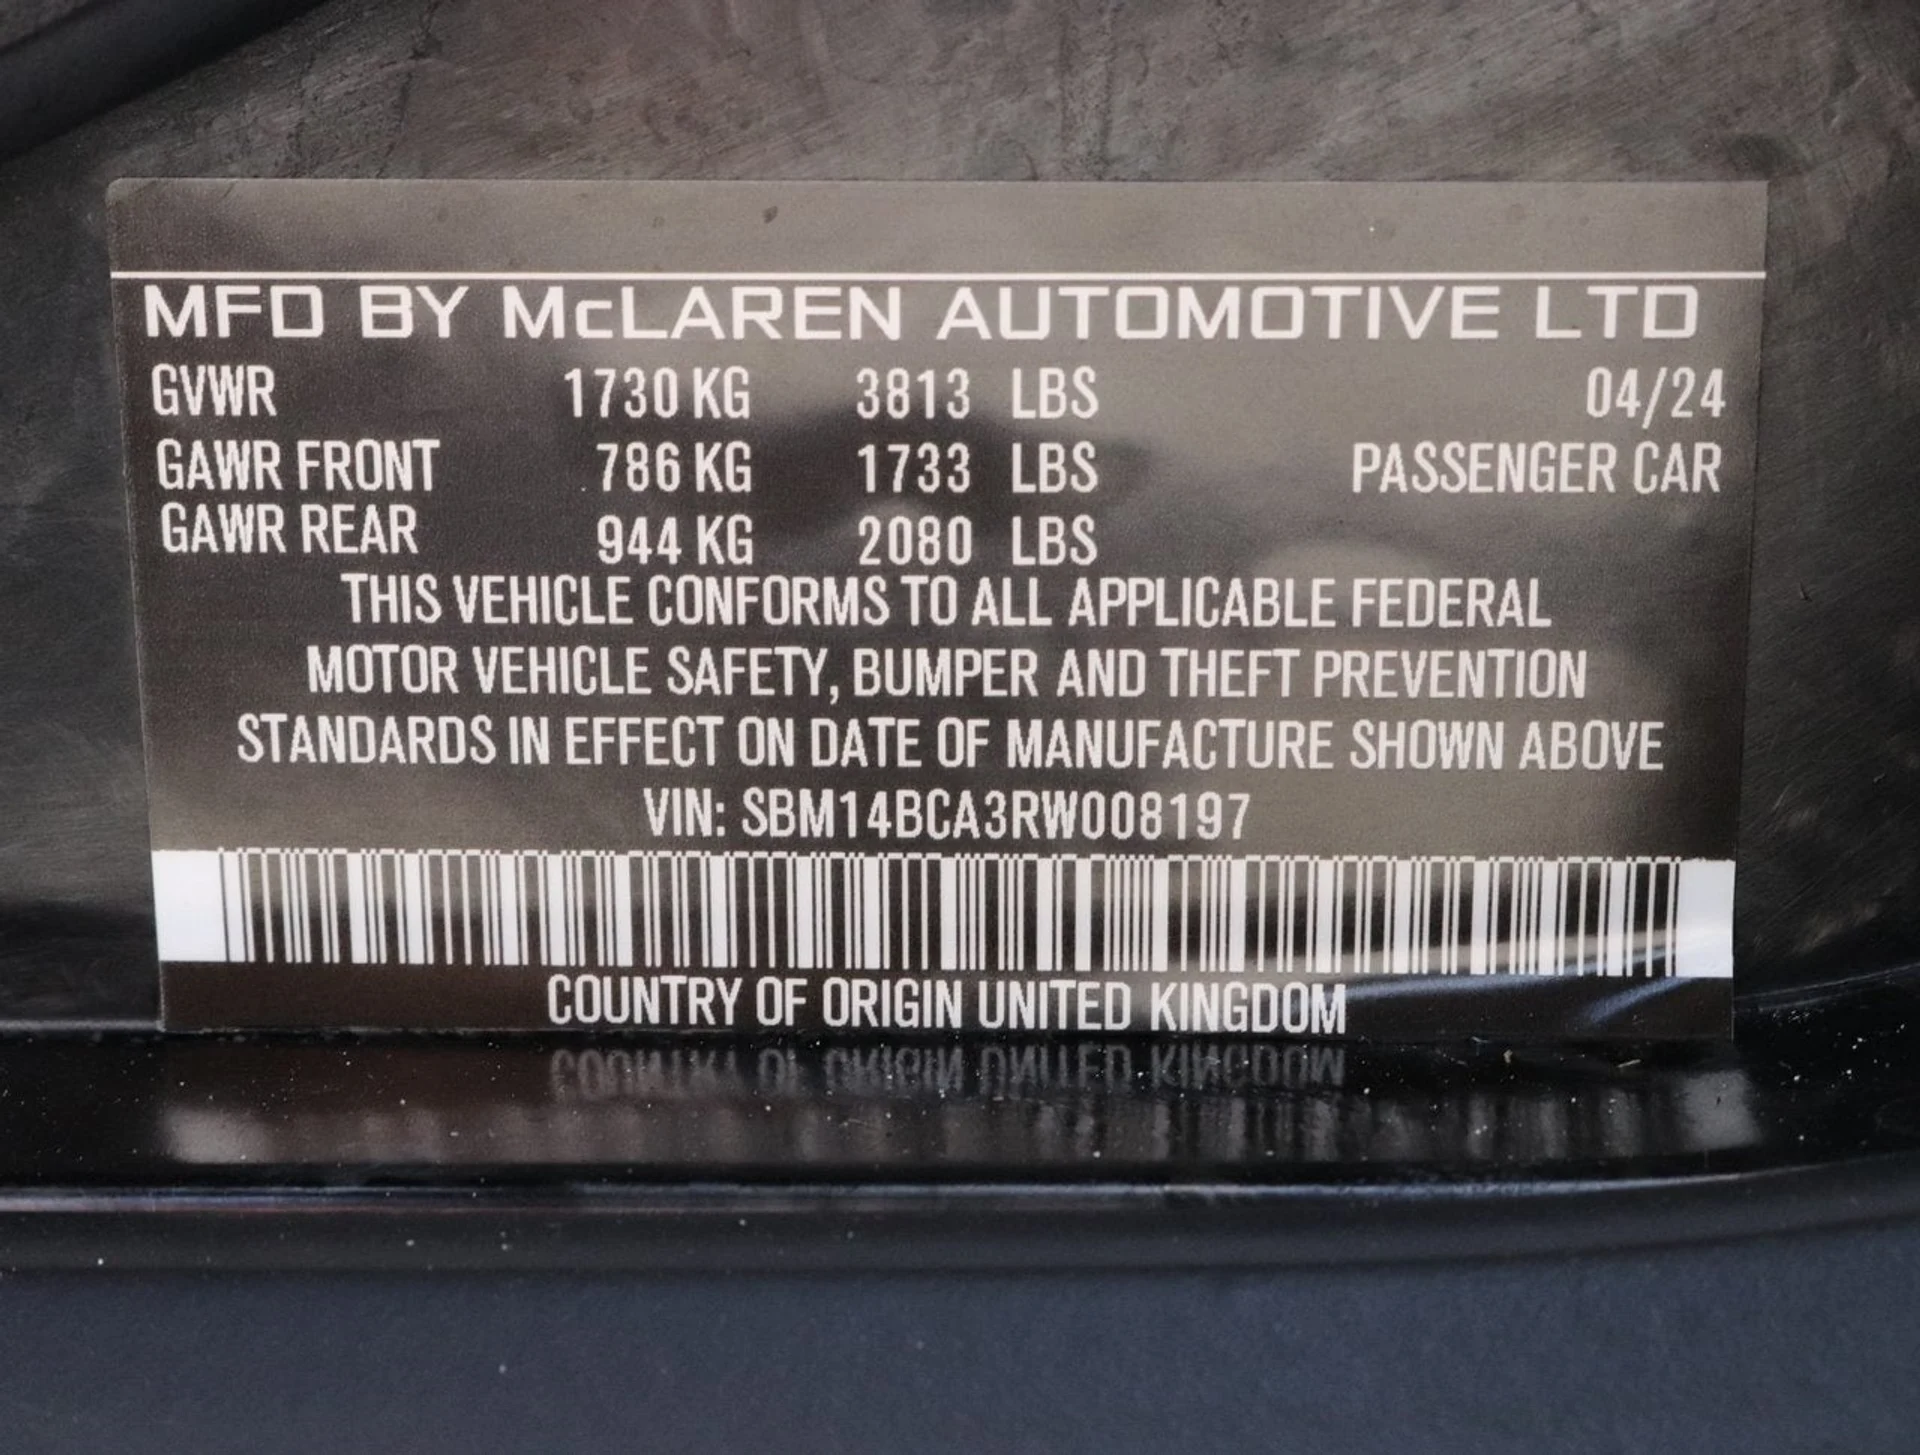 MFD BY McLAREN AUTOMOTIVE LTD
GVWR 1730 KG 3813 LBS 04/24
GAWR FRONT 786 KG 1733 LBS PASSENGER CAR
GAWR REAR 944 KG 2080 LBS
THIS VEHICLE CONFORMS TO ALL APPLICABLE FEDERAL
MOTOR VEHICLE SAFETY, BUMPER AND THEFT PREVENTION
STANDARDS IN EFFECT ON DATE OF MANUFACTURE SHOWN ABOVE
VIN: SBM14BCA3RW008197
COUNTRY OF ORIGIN UNITED KINGDOM